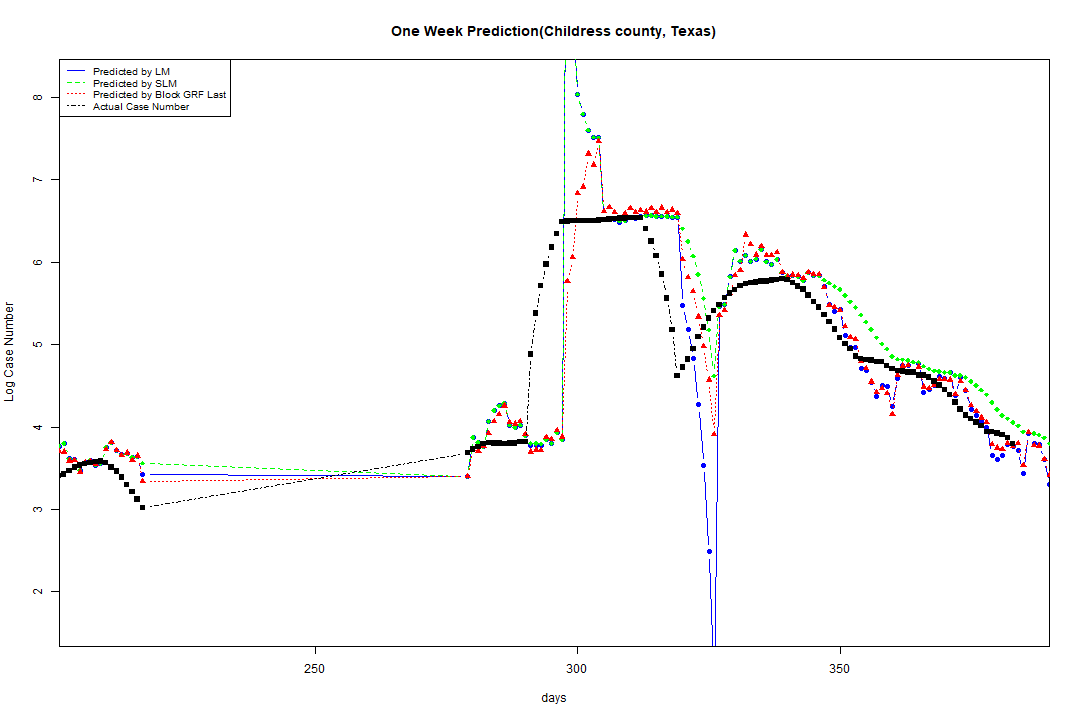 One Week Prediction(Childress county, Texas)
Predicted by LM
Predicted by SLM
Predicted by Block GRF Last
Actual Case Number
8
7
6
5
4
3
2
Log Case Number
250
300
350
days